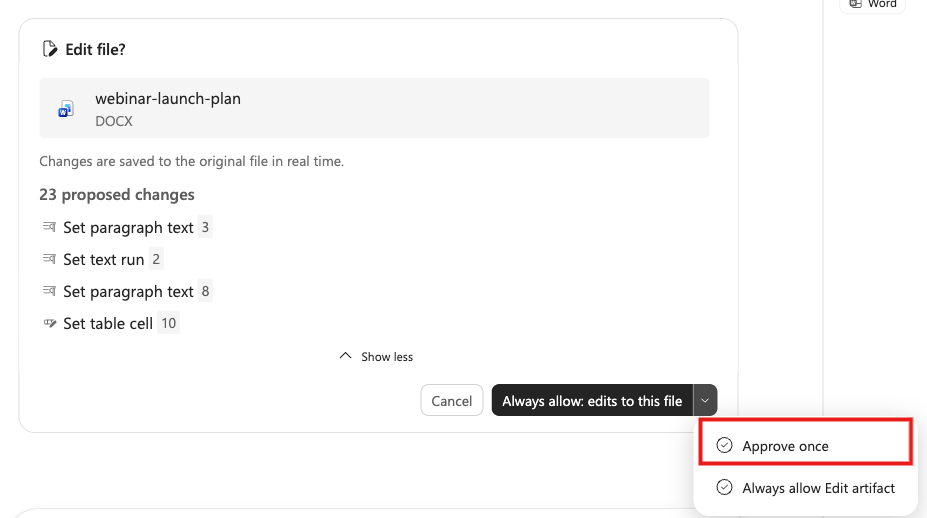 Word
Edit file?
webinar-launch-plan
DOCX
Changes are saved to the original file in real time.
23 proposed changes
Set paragraph text 3
Set text run 2
Set paragraph text 8
Set table cell 10
Show less
Cancel
Always allow: edits to this file
Approve once
Always allow Edit artifact